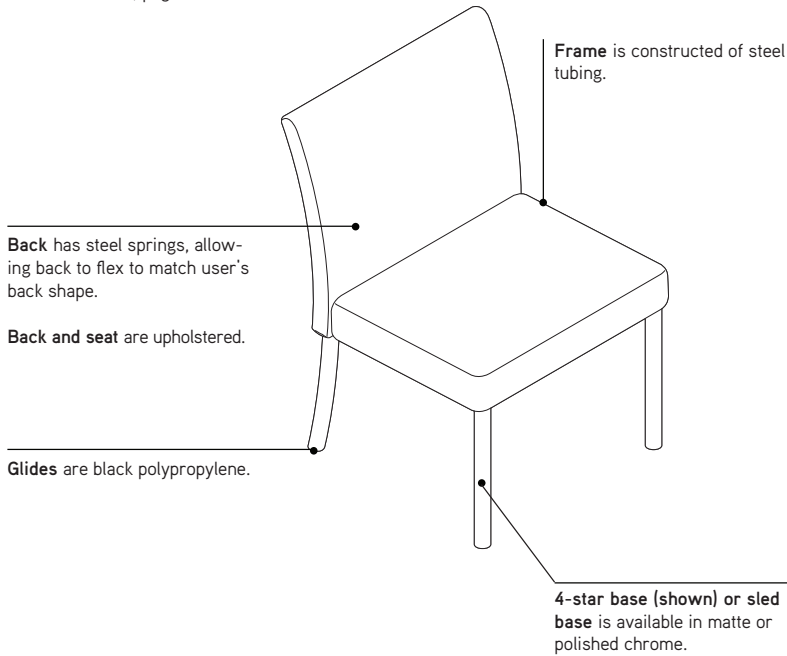 Frame is constructed of steel
tubing.
Back has steel springs, allow-
ing back to flex to match user's
back shape.
Back and seat are upholstered.
Glides are black polypropylene.
4-star base (shown) or sled
base is available in matte or
polished chrome.